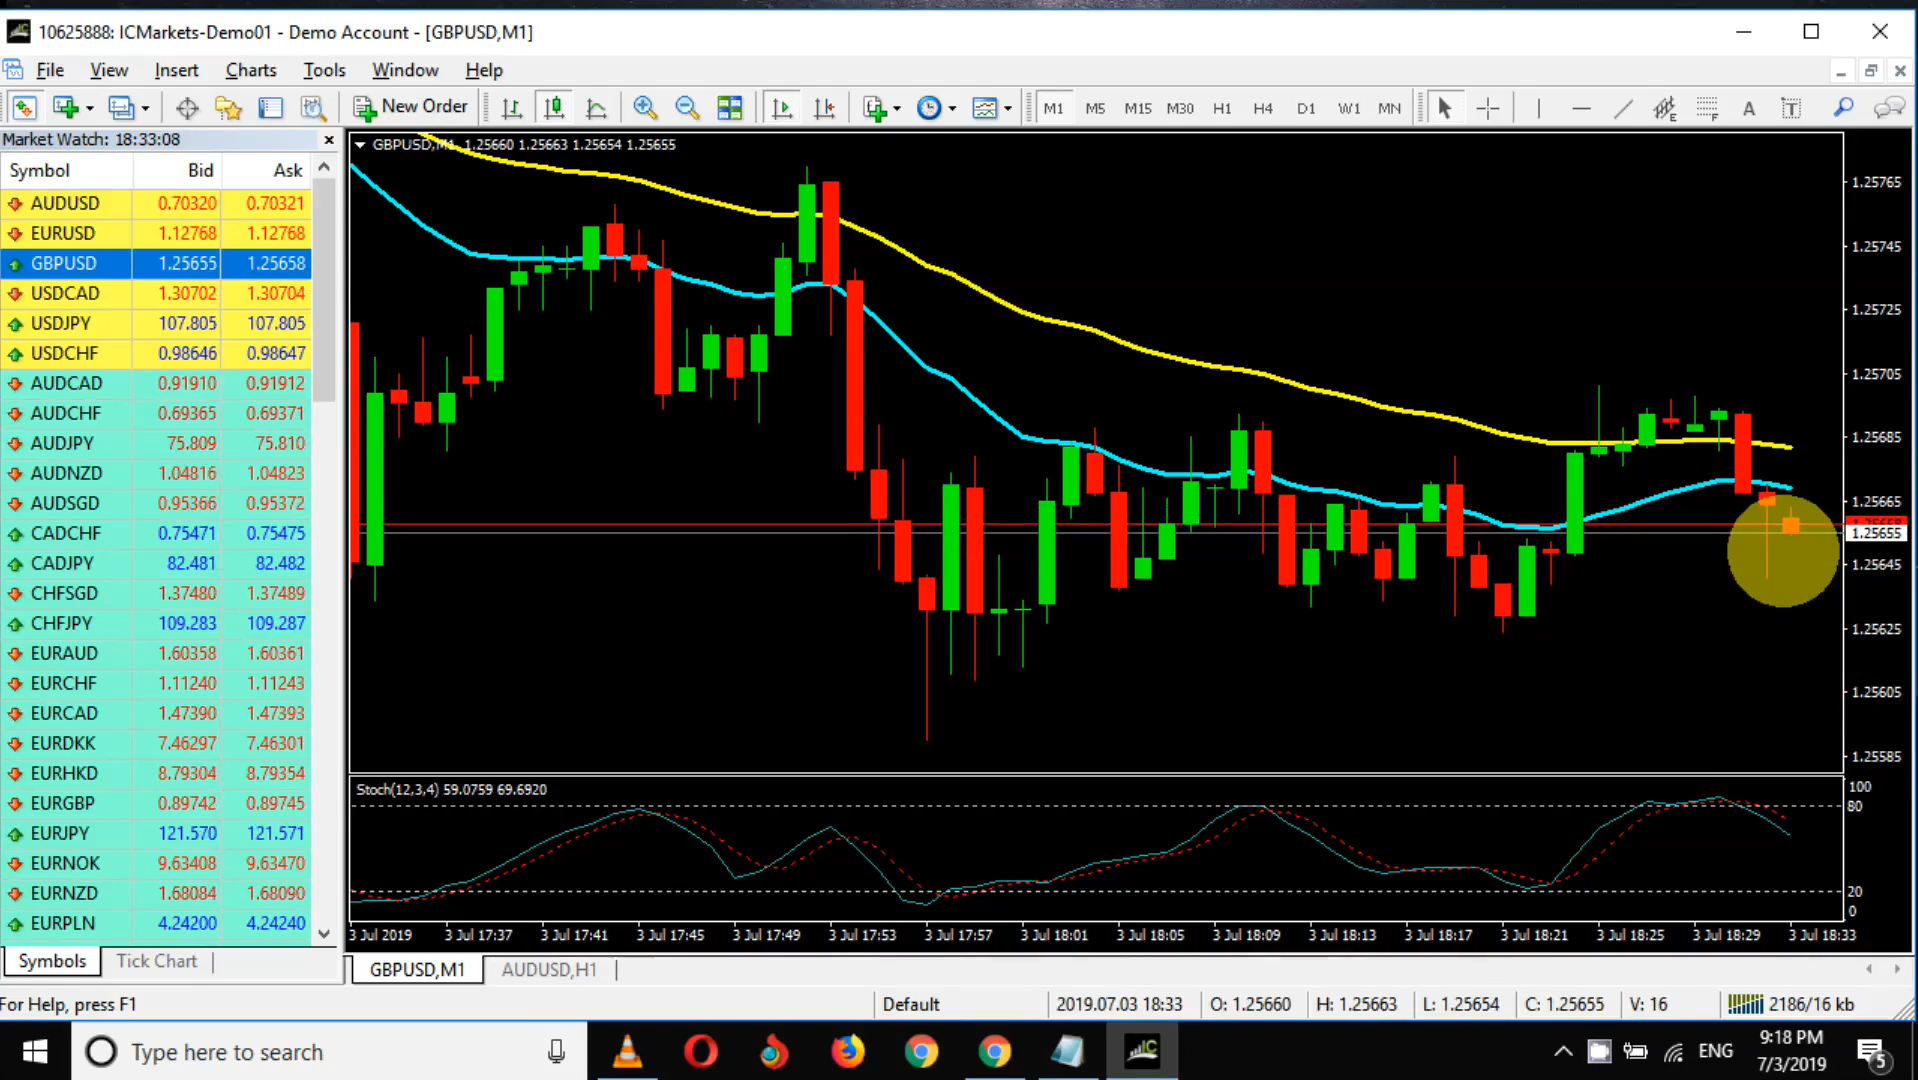 10625888: ICMarkets-Demo01 - Demo Account - [GBPUSD,M1]
File View Insert Charts Tools Window Help
New Order M1 M5 M15 M30 H1 H4 D1 W1 MN A T
Market Watch: 18:33:08
Symbol Bid Ask
AUDUSD 0.70320 0.70321
EURUSD 1.12768 1.12768
GBPUSD 1.25655 1.25658
USDCAD 1.30702 1.30704
USDJPY 107.805 107.805
USDCHF 0.98646 0.98647
AUDCAD 0.91910 0.91912
AUDCHF 0.69365 0.69371
AUDJPY 75.809 75.810
AUDNZD 1.04816 1.04823
AUDSGD 0.95366 0.95372
CADCHF 0.75471 0.75475
CADJPY 82.481 82.482
CHFSGD 1.37480 1.37489
CHFJPY 109.283 109.287
EURAUD 1.60358 1.60361
EURCHF 1.11240 1.11243
EURCAD 1.47390 1.47393
EURDKK 7.46297 7.46301
EURHKD 8.79304 8.79354
EURGBP 0.89742 0.89745
EURJPY 121.570 121.571
EURNOK 9.63408 9.63470
EURNZD 1.68084 1.68090
EURPLN 4.24200 4.24240
Symbols Tick Chart
GBPUSD,M1 1.25660 1.25663 1.25654 1.25655
1.25765
1.25745
1.25725
1.25705
1.25685
1.25665
1.25655
1.25645
1.25625
1.25605
1.25585
Stoch(12,3,4) 59.0759 69.6920
100
80
20
0
3 Jul 2019 3 Jul 17:37 3 Jul 17:41 3 Jul 17:45 3 Jul 17:49 3 Jul 17:53 3 Jul 17:57 3 Jul 18:01 3 Jul 18:05 3 Jul 18:09 3 Jul 18:13 3 Jul 18:17 3 Jul 18:21 3 Jul 18:25 3 Jul 18:29 3 Jul 18:33
GBPUSD,M1 AUDUSD,H1
For Help, press F1 Default 2019.07.03 18:33 O: 1.25660 H: 1.25663 L: 1.25654 C: 1.25655 V: 16 2186/16 kb
Type here to search
IC
ENG
9:18 PM
7/3/2019
5